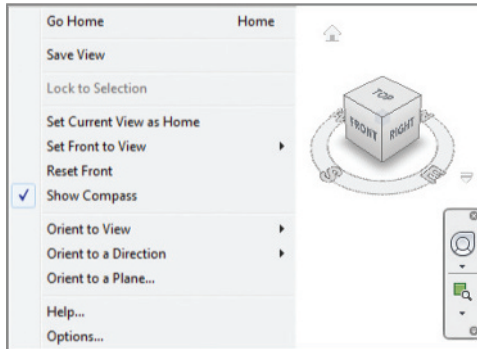 Go Home Home
Save View
Lock to Selection
Set Current View as Home
Set Front to View
Reset Front
Show Compass
Orient to View
Orient to a Direction
Orient to a Plane...
Help...
Options...
TOP
FRONT RIGHT
S E